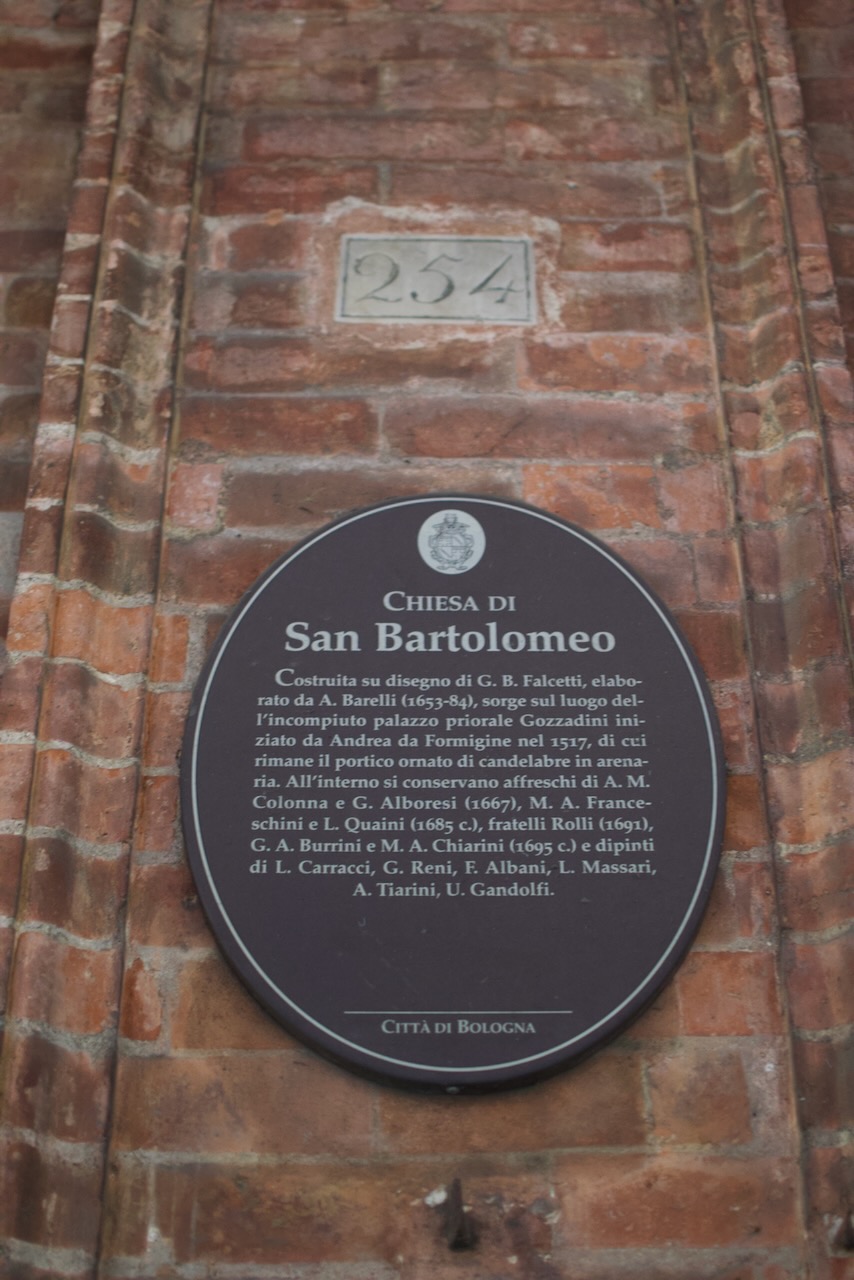 254
CHIESA DI
San Bartolomeo
Costruita su disegno di G. B. Falcetti, elabo-
rato da A. Barelli (1653-84), sorge sul luogo del-
l'incompiuto palazzo priorale Gozzadini ini-
ziato da Andrea da Formigine nel 1517, di cui
rimane il portico ornato di candelabre in arena-
ria. All'interno si conservano affreschi di A. M.
Colonna e G. Alboresi (1667), M. A. France-
schini e L. Quaini (1685 c.), fratelli Rolli (1691),
G. A. Burrini e M. A. Chiarini (1695 c.) e dipinti
di L. Carracci, G. Reni, F. Albani, L. Massari,
A. Tiarini, U. Gandolfi.
CITTÀ DI BOLOGNA